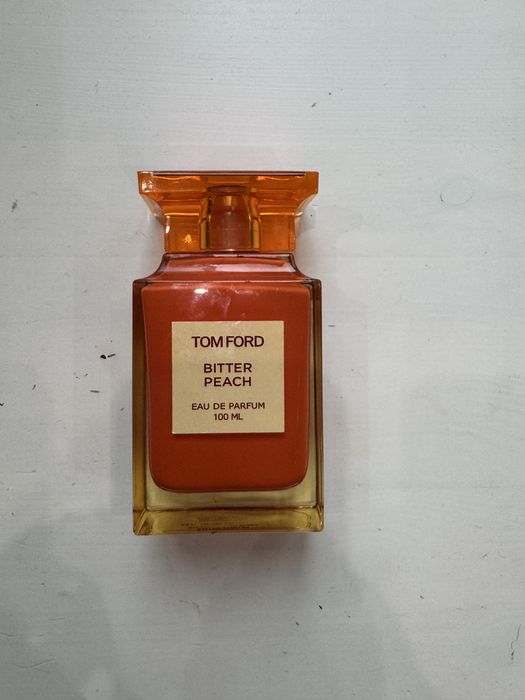 TOM FORD
BITTER
PEACH
EAU DE PARFUM
100 ML